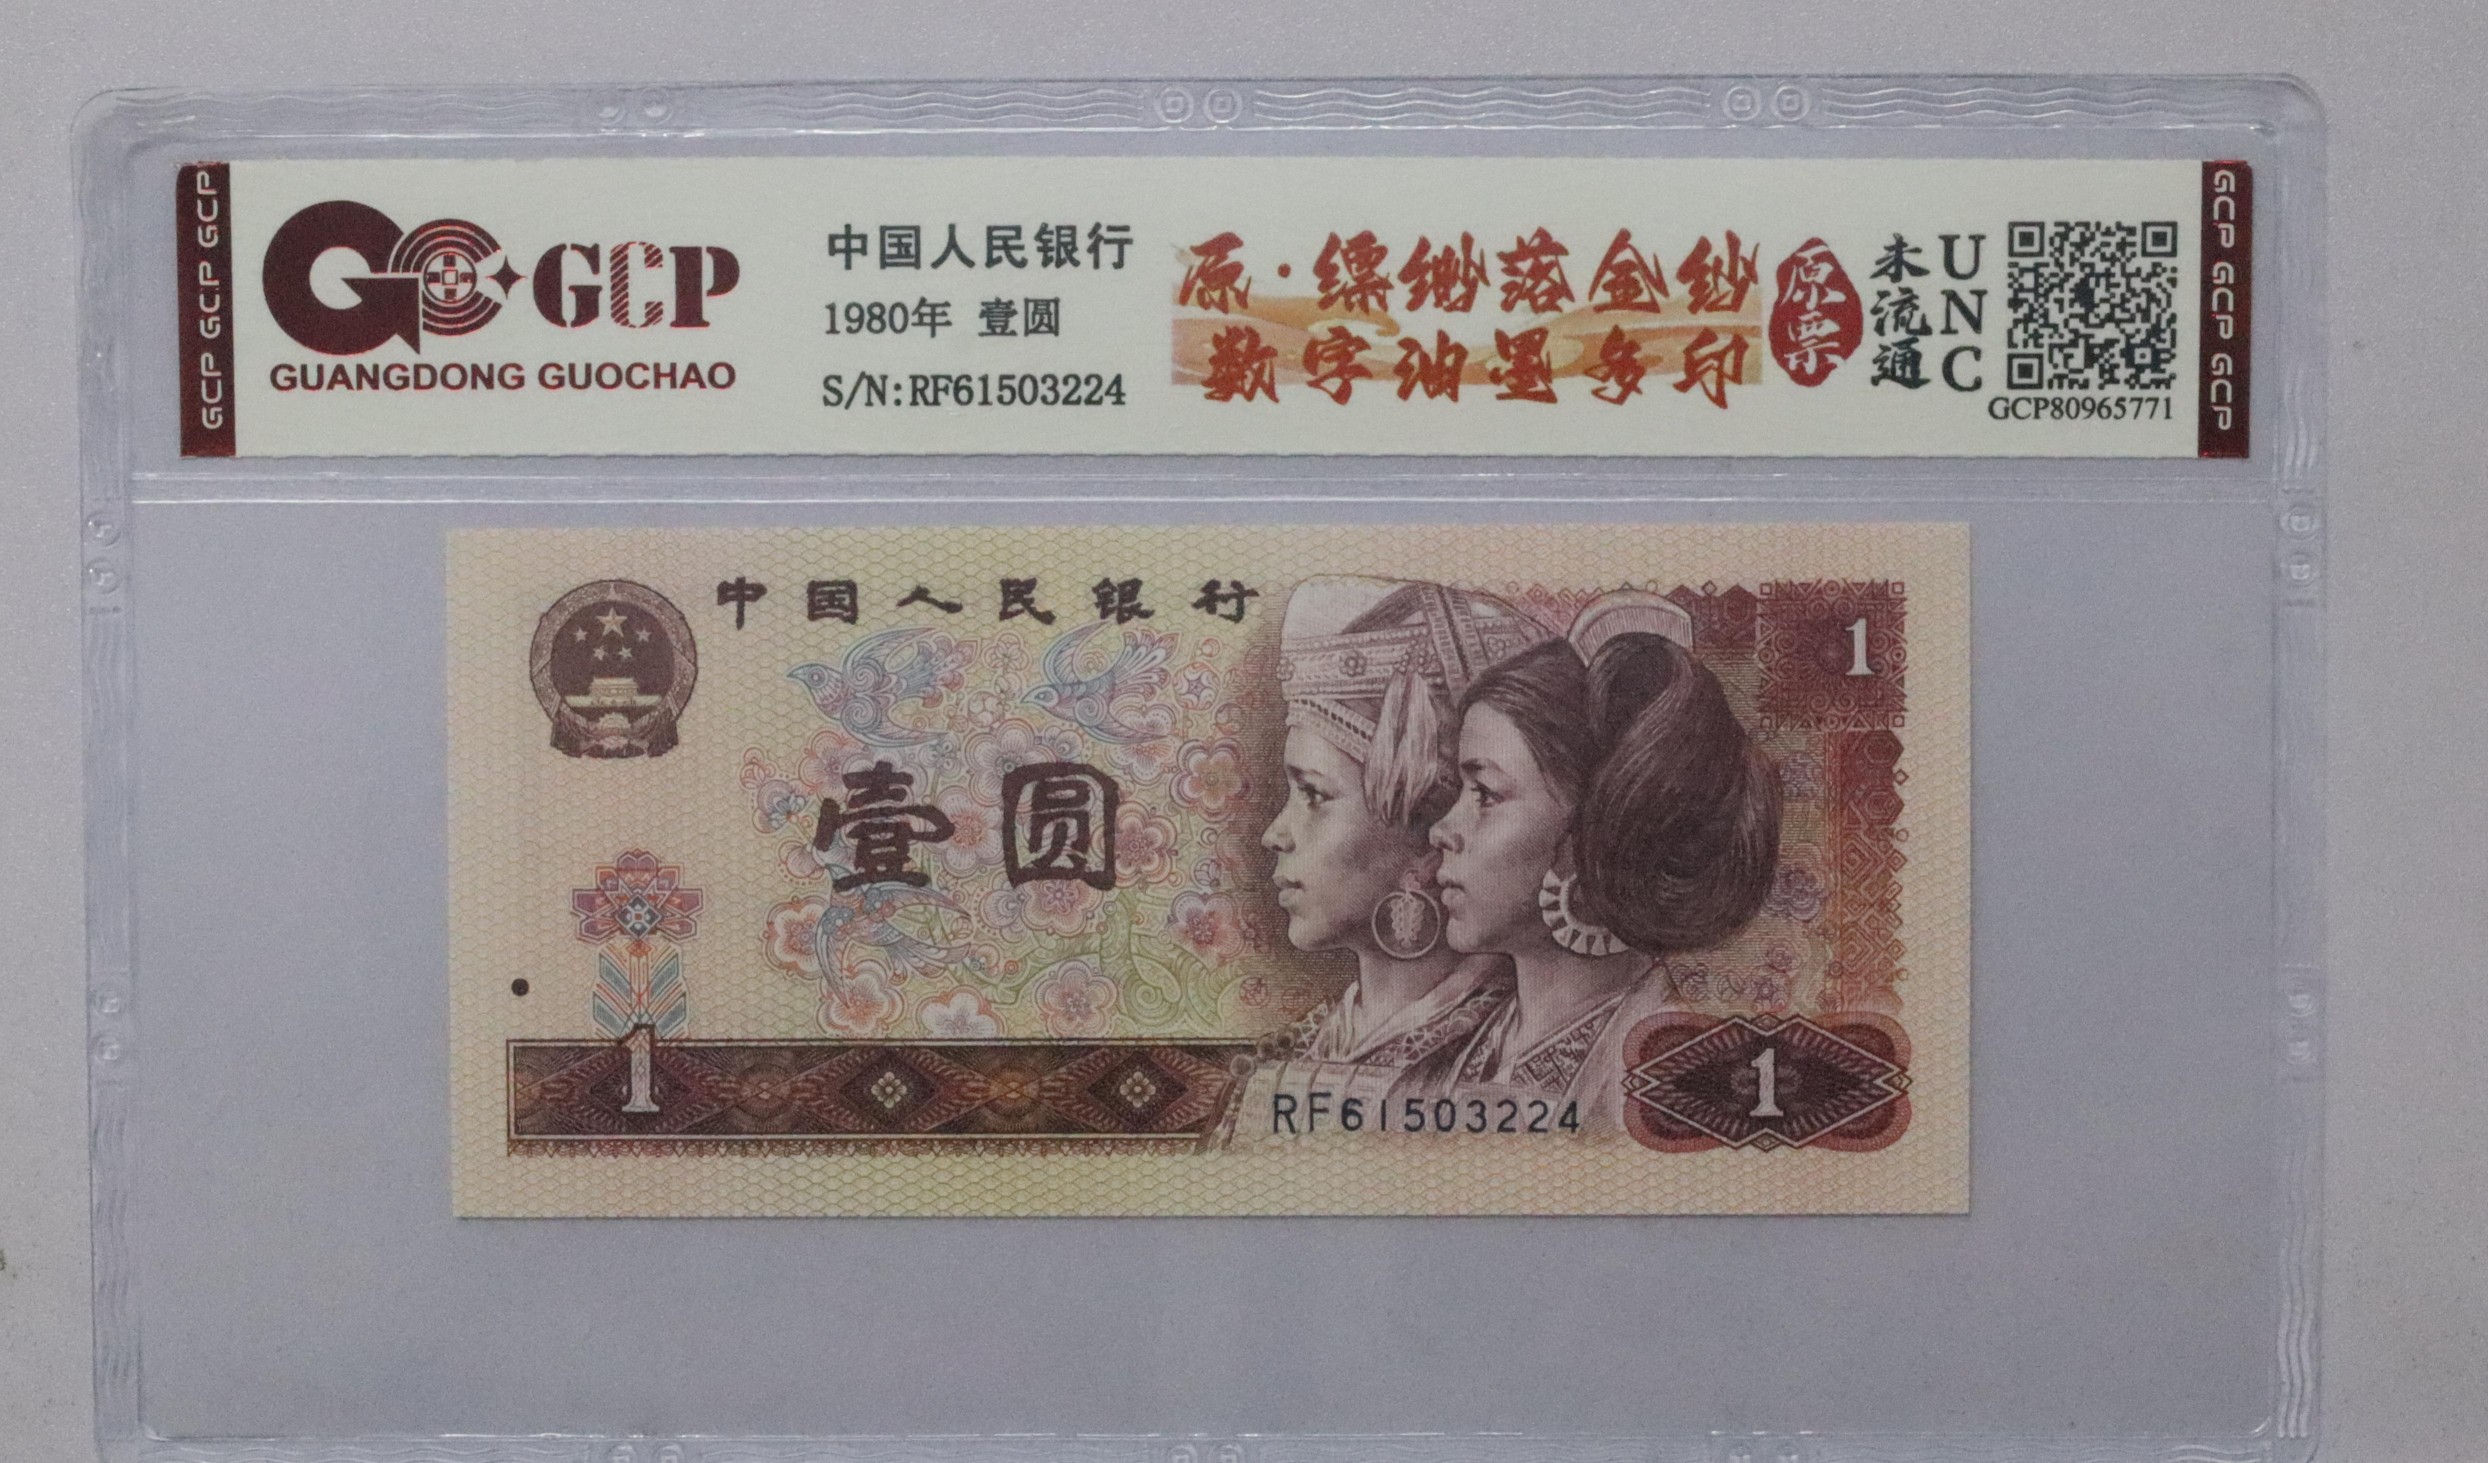 GCP GCP GCP
GCP
GUANGDONG GUOCHAO
中国人民银行
1980年 壹圆
S/N:RF61503224
原·缥缈落金纱
数字油墨多印
原票
未流通
UNC
GCP80965771
GCP GCP GCP
中国人民银行
1
壹圆
1
1
RF61503224